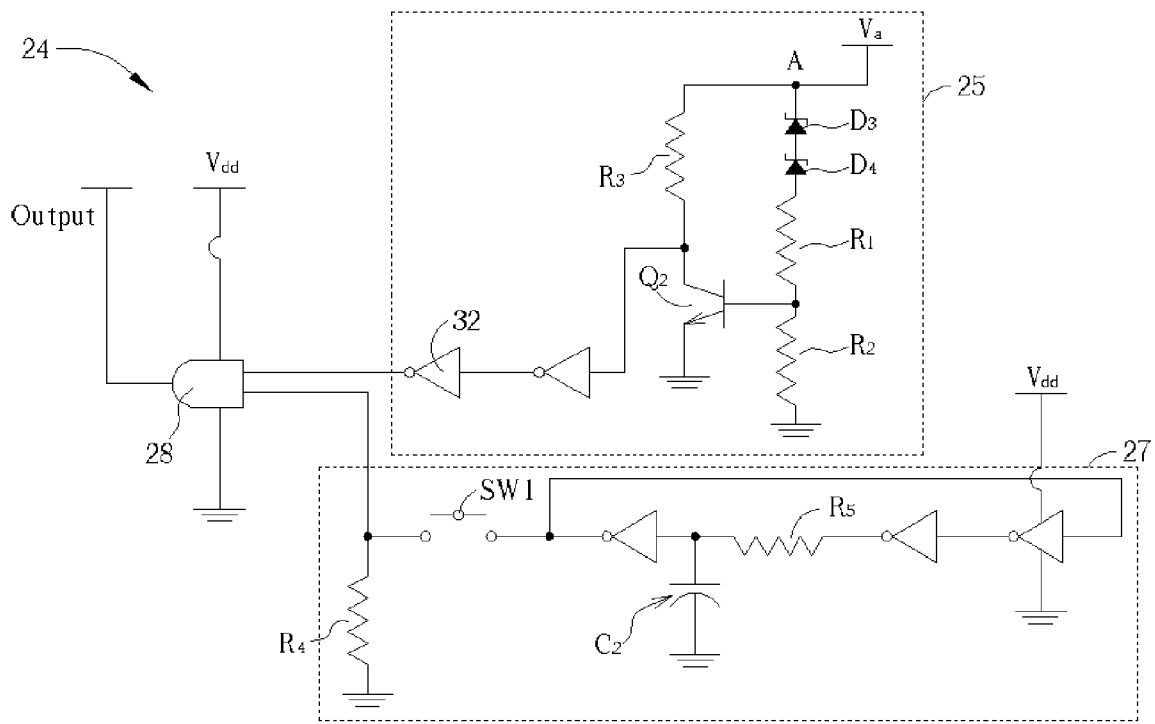 24
Va
A
25
D3
Vdd
R3
D4
Output
R1
Q2
32
R2
Vdd
28
27
SW1
R5
R4
C2